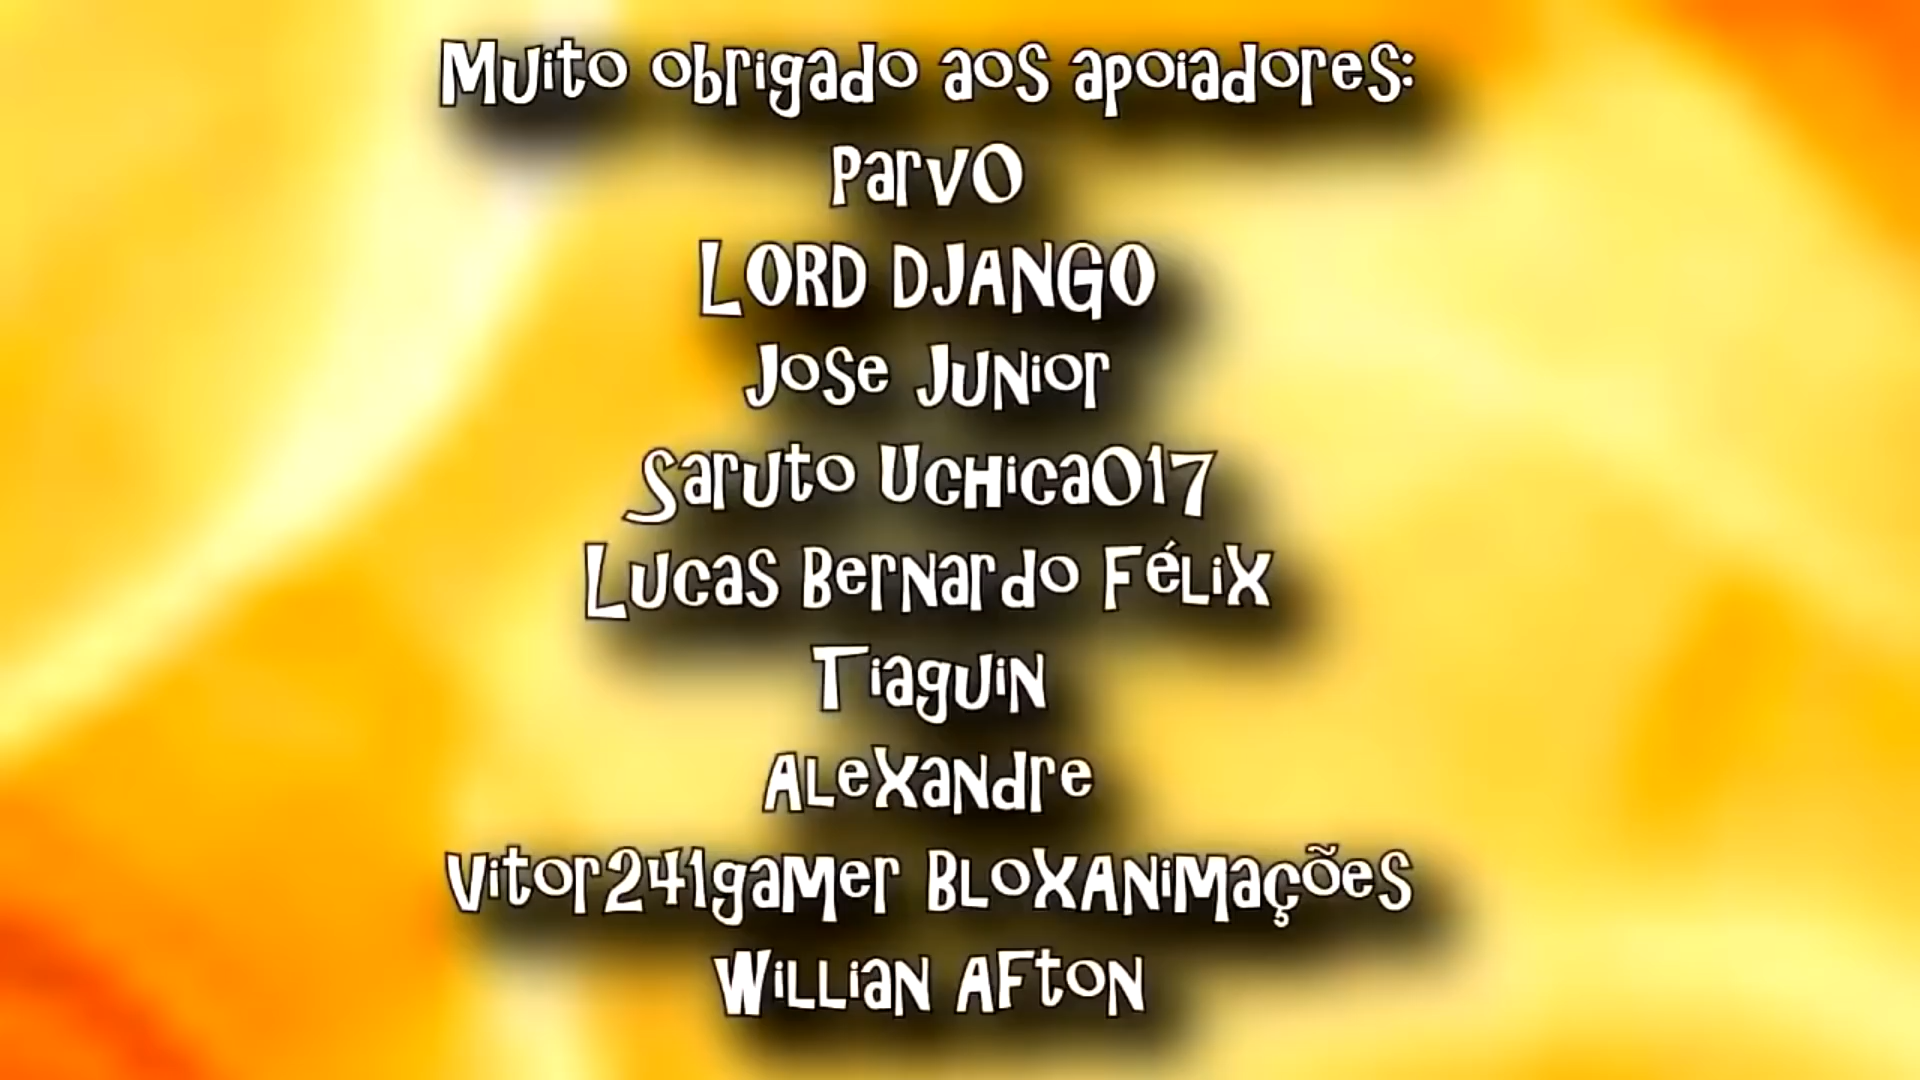 Muito obrigado aos apoiadores:
ParvO
LORD DJANGO
Jose Junior
Saruto Uchica017
Lucas Bernardo Félix
Tiaguin
Alexandre
Vitor241gamer BloxAnimações
Willian Afton